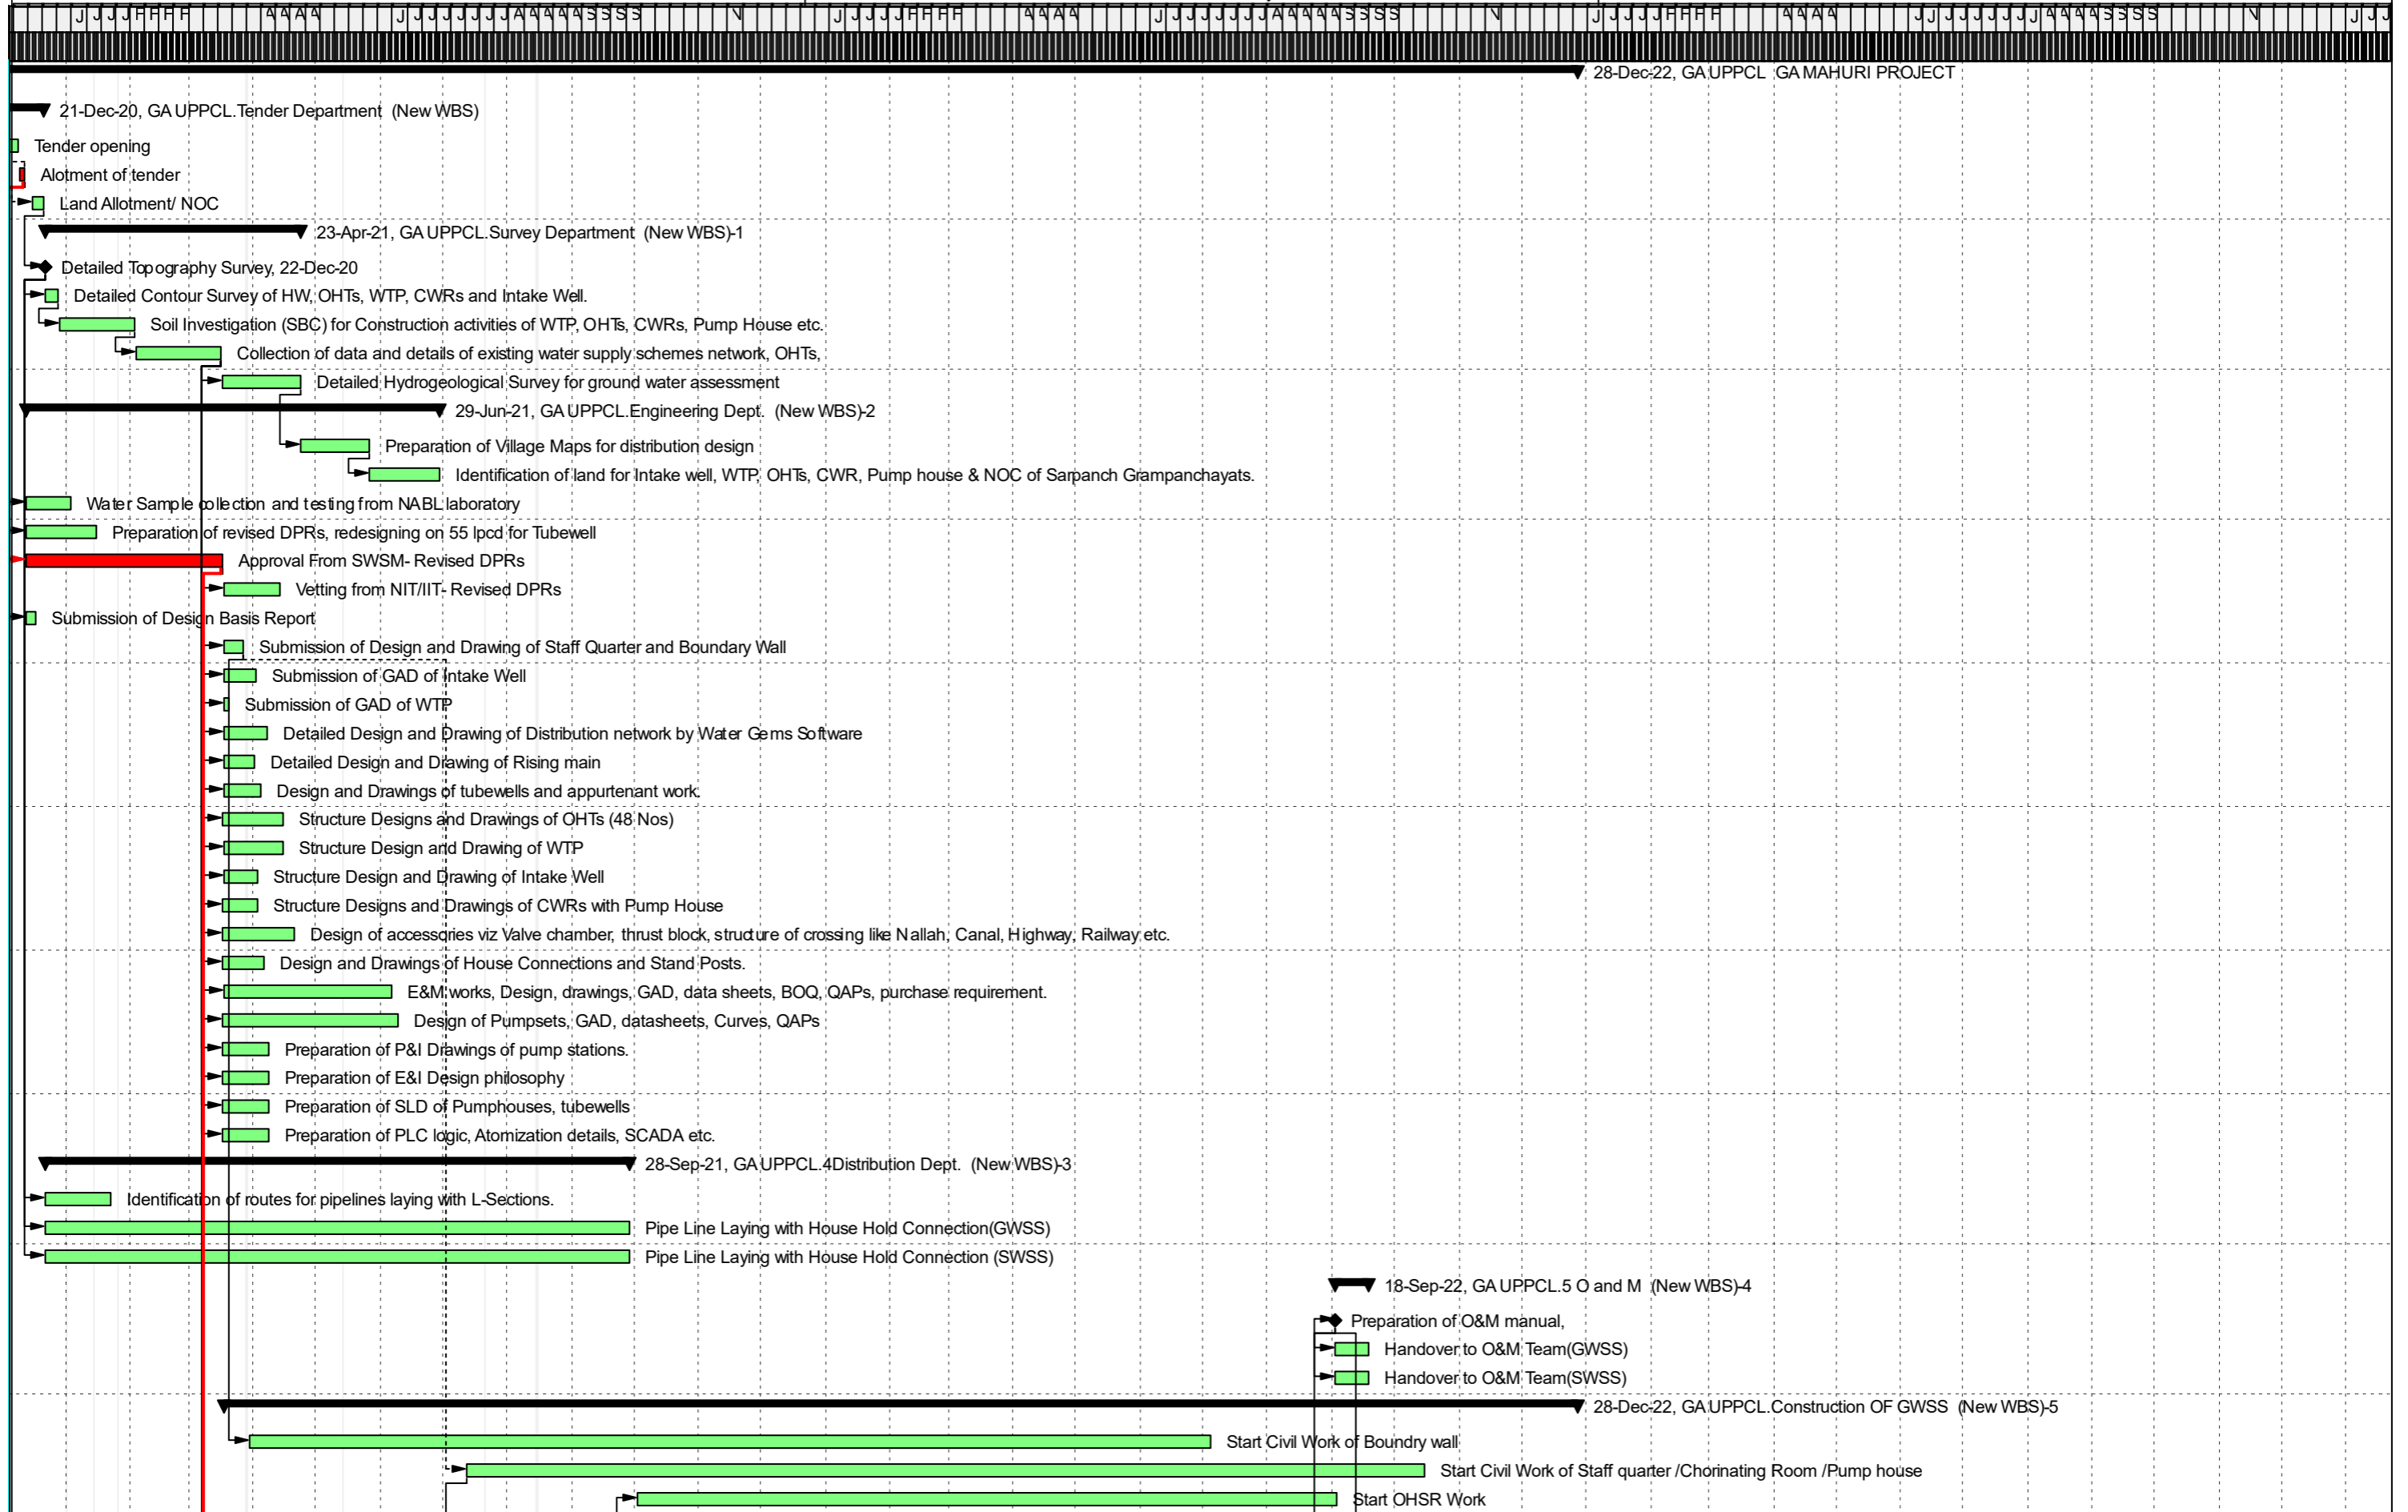 J J J J F F F F A A A A J J J J J J J J A A A A A S S S S N J J J J J F F F F A A A A J J J J J J J J A A A A A S S S S N J J J J J F F F F A A A A J J J J J J J J J A A A A S S S S N J J J
28-Dec-22, GA UPPCL GA MAHURI PROJECT
21-Dec-20, GA UPPCL.Tender Department (New WBS)
Tender opening
Alotment of tender
Land Allotment/ NOC
23-Apr-21, GA UPPCL.Survey Department (New WBS)-1
Detailed Topography Survey, 22-Dec-20
Detailed Contour Survey of HW, OHTs, WTP, CWRs and Intake Well.
Soil Investigation (SBC) for Construction activities of WTP, OHTs, CWRs, Pump House etc.
Collection of data and details of existing water supply schemes network, OHTs,
Detailed Hydrogeological Survey for ground water assessment
29-Jun-21, GA UPPCL.Engineering Dept. (New WBS)-2
Preparation of Village Maps for distribution design
Identification of land for Intake well, WTP, OHTs, CWR, Pump house & NOC of Sarpanch Grampanchayats.
Water Sample collection and testing from NABL laboratory
Preparation of revised DPRs, redesigning on 55 lpcd for Tubewell
Approval From SWSM- Revised DPRs
Vetting from NIT/IIT- Revised DPRs
Submission of Design Basis Report
Submission of Design and Drawing of Staff Quarter and Boundary Wall
Submission of GAD of Intake Well
Submission of GAD of WTP
Detailed Design and Drawing of Distribution network by Water Gems Software
Detailed Design and Drawing of Rising main
Design and Drawings of tubewells and appurtenant work.
Structure Designs and Drawings of OHTs (48 Nos)
Structure Design and Drawing of WTP
Structure Design and Drawing of Intake Well
Structure Designs and Drawings of CWRs with Pump House
Design of accessories viz Valve chamber, thrust block, structure of crossing like Nallah, Canal, Highway, Railway etc.
Design and Drawings of House Connections and Stand Posts.
E&M works, Design, drawings, GAD, data sheets, BOQ, QAPs, purchase requirement.
Design of Pumpsets, GAD, datasheets, Curves, QAPs
Preparation of P&I Drawings of pump stations.
Preparation of E&I Design philosophy
Preparation of SLD of Pumphouses, tubewells
Preparation of PLC logic, Atomization details, SCADA etc.
28-Sep-21, GA UPPCL.4Distribution Dept. (New WBS)-3
Identification of routes for pipelines laying with L-Sections.
Pipe Line Laying with House Hold Connection(GWSS)
Pipe Line Laying with House Hold Connection (SWSS)
18-Sep-22, GA UPPCL.5 O and M (New WBS)-4
Preparation of O&M manual,
Handover to O&M Team(GWSS)
Handover to O&M Team(SWSS)
28-Dec-22, GA UPPCL.Construction OF GWSS (New WBS)-5
Start Civil Work of Boundry wall
Start Civil Work of Staff quarter /Chorinating Room /Pump house
Start OHSR Work